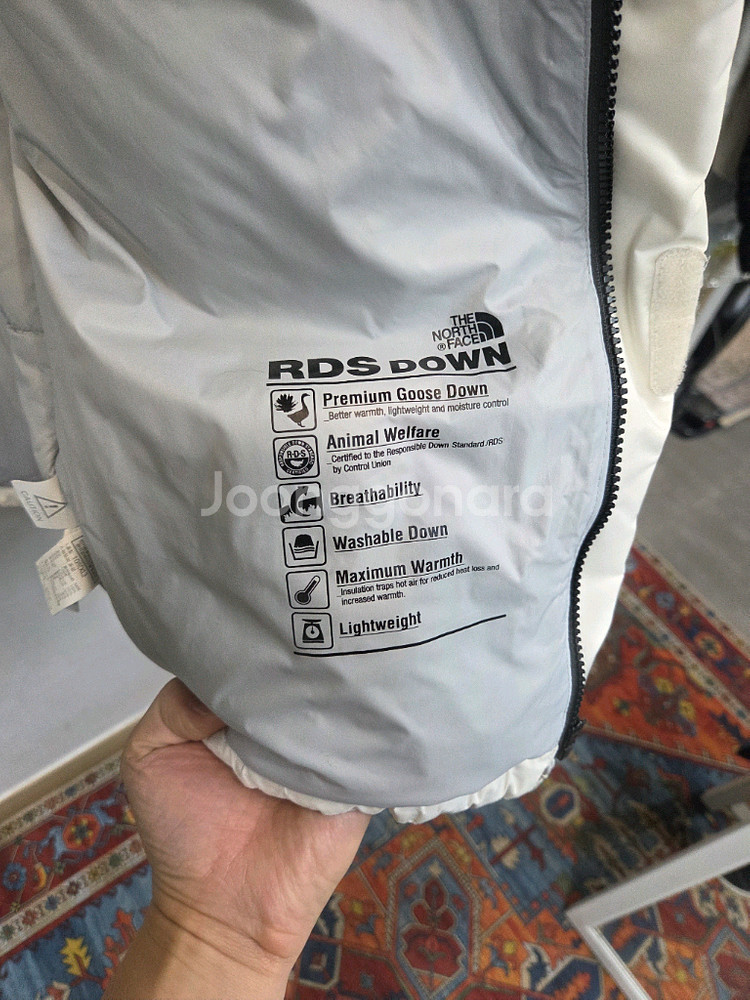 THE
NORTH
®FACE
RDS DOWN
Premium Goose Down
Better warmth, lightweight and moisture control
Animal Welfare
Certified to the Responsible Down Standard /RDS
by Control Union
R·D·S
Breathability
Joonggonara
Washable Down
Maximum Warmth
Insulation traps hot air for reduced heat loss and
increased warmth.
Lightweight
CAUTION